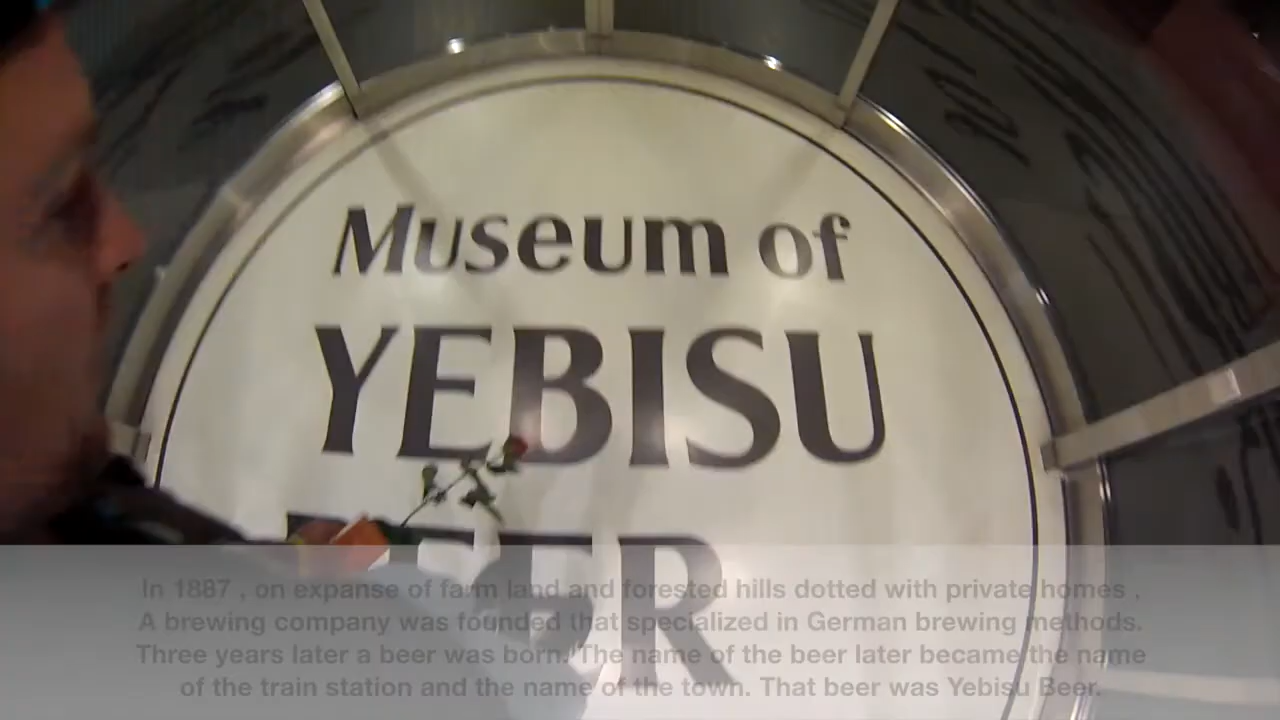 Museum of
YEBISU
BEER
In 1887 , on expanse of farm land and forested hills dotted with private homes .
A brewing company was founded that specialized in German brewing methods.
Three years later a beer was born. The name of the beer later became the name
of the train station and the name of the town. That beer was Yebisu Beer.